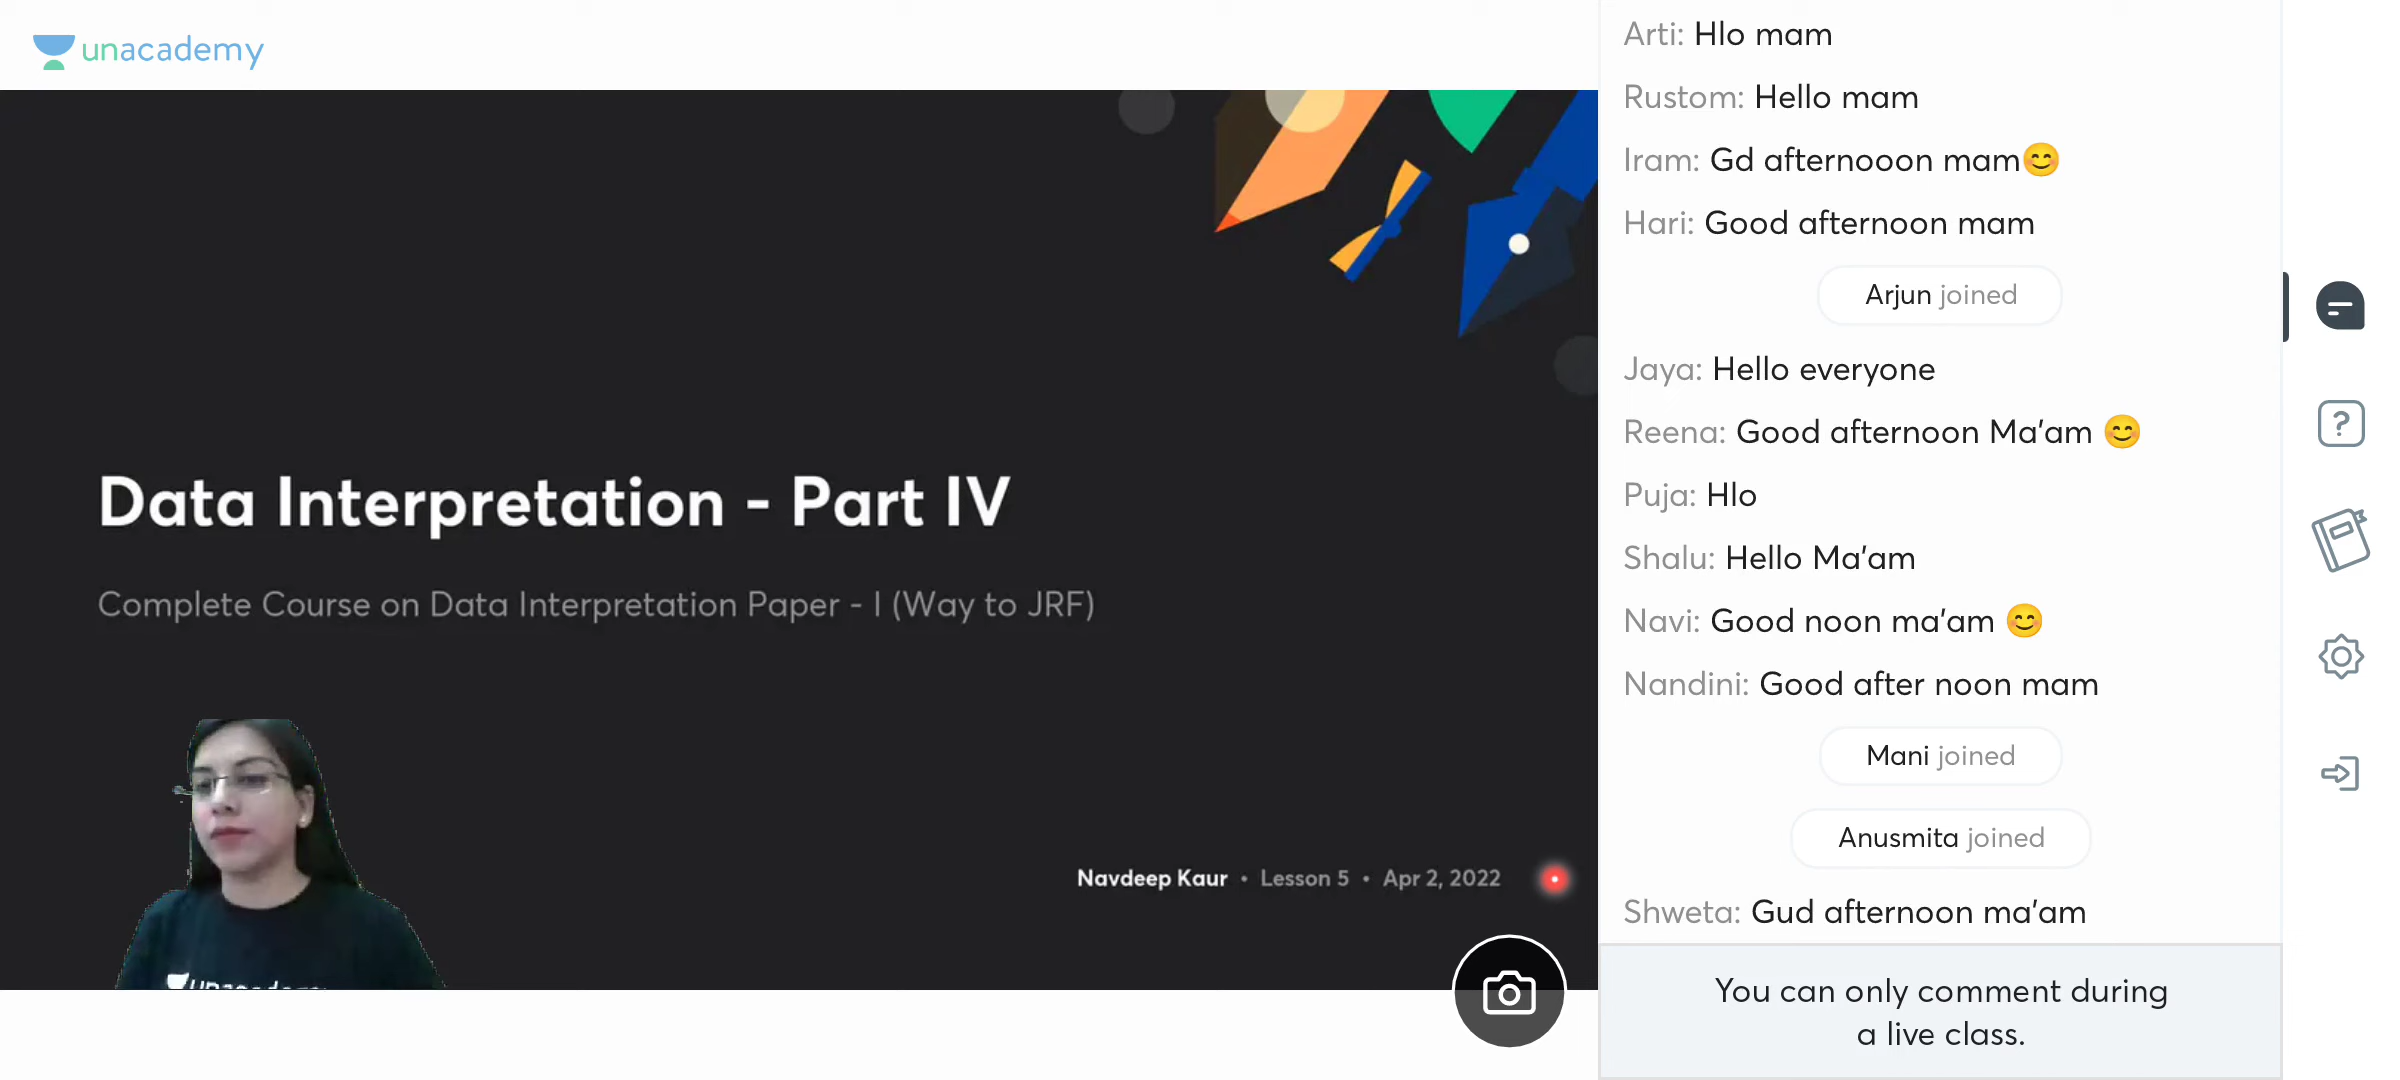 unacademy
Data Interpretation - Part IV
Complete Course on Data Interpretation Paper - I (Way to JRF)
Navdeep Kaur • Lesson 5 • Apr 2, 2022
unacademy
Arti: Hlo mam
Rustom: Hello mam
Iram: Gd afternooon mam😊
Hari: Good afternoon mam
Arjun joined
Jaya: Hello everyone
Reena: Good afternoon Ma'am 😊
Puja: Hlo
Shalu: Hello Ma'am
Navi: Good noon ma'am 😊
Nandini: Good after noon mam
Mani joined
Anusmita joined
Shweta: Gud afternoon ma'am
You can only comment during
a live class.
?